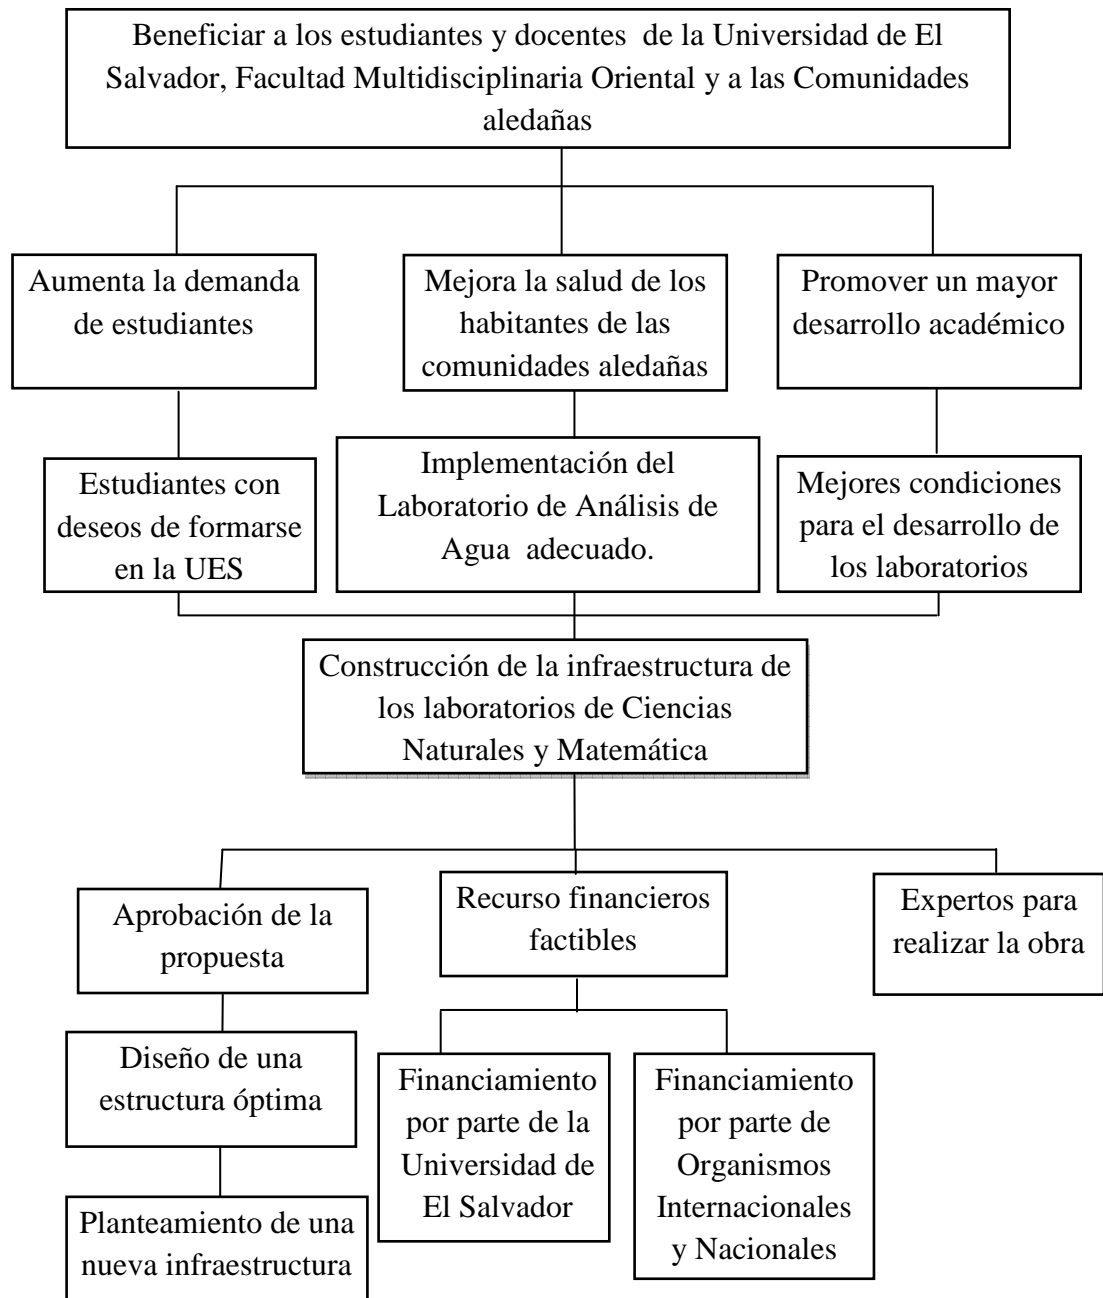 Beneficiar a los estudiantes y docentes de la Universidad de El
Salvador, Facultad Multidisciplinaria Oriental y a las Comunidades
aledañas
Aumenta la demanda
de estudiantes
Mejora la salud de los
habitantes de las
comunidades aledañas
Promover un mayor
desarrollo académico
Estudiantes con
deseos de formarse
en la UES
Implementación del
Laboratorio de Análisis de
Agua adecuado.
Mejores condiciones
para el desarrollo de
los laboratorios
Construcción de la infraestructura de
los laboratorios de Ciencias
Naturales y Matemática
Aprobación de la
propuesta
Recurso financieros
factibles
Expertos para
realizar la obra
Diseño de una
estructura óptima
Financiamiento
por parte de la
Universidad de
El Salvador
Financiamiento
por parte de
Organismos
Internacionales
y Nacionales
Planteamiento de una
nueva infraestructura